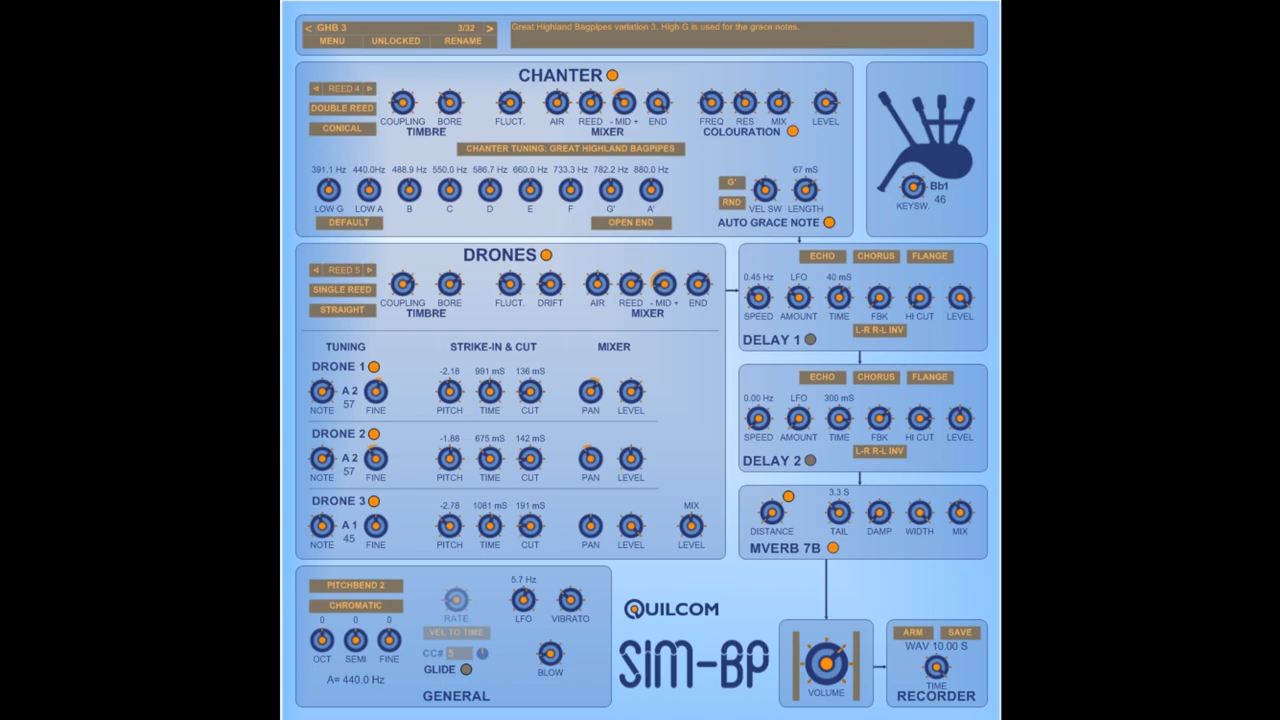 < GHB 3 3/32 >
MENU UNLOCKED RENAME
Great Highland Bagpipes variation 3. High G is used for the grace notes.
CHANTER
REED 4
DOUBLE REED
CONICAL
COUPLING BORE FLUCT. AIR REED - MID + END FREQ RES MIX LEVEL
TIMBRE MIXER COLOURATION
CHANTER TUNING: GREAT HIGHLAND BAGPIPES
391.1 Hz 440.0Hz 488.9 Hz 550.0 Hz 586.7 Hz 660.0 Hz 733.3 Hz 782.2 Hz 880.0 Hz
LOW G LOW A B C D E F G' A'
DEFAULT OPEN END
67 mS
G'
RND
VEL SW LENGTH
AUTO GRACE NOTE
Bb1
46
KEYSW.
DRONES
REED 5
SINGLE REED
STRAIGHT
COUPLING BORE FLUCT. DRIFT AIR REED - MID + END
TIMBRE MIXER
TUNING STRIKE-IN & CUT MIXER
DRONE 1
-2.18 991 mS 136 mS
A 2
57
NOTE FINE PITCH TIME CUT PAN LEVEL
DRONE 2
-1.88 675 mS 142 mS
A 2
57
NOTE FINE PITCH TIME CUT PAN LEVEL
DRONE 3
-2.78 1081 mS 191 mS MIX
A 1
45
NOTE FINE PITCH TIME CUT PAN LEVEL LEVEL
ECHO CHORUS FLANGE
0.45 Hz LFO 40 mS
SPEED AMOUNT TIME FBK HI CUT LEVEL
L-R R-L INV
DELAY 1
ECHO CHORUS FLANGE
0.00 Hz LFO 300 mS
SPEED AMOUNT TIME FBK HI CUT LEVEL
L-R R-L INV
DELAY 2
3.3 S
DISTANCE TAIL DAMP WIDTH MIX
MVERB 7B
PITCHBEND 2
CHROMATIC
0 0 0
OCT SEMI FINE
A= 440.0 Hz
RATE
VEL TO TIME
CC# 5
GLIDE
5.7 Hz
LFO VIBRATO
BLOW
GENERAL
QUILCOM
SIM-BP
VOLUME
ARM SAVE
WAV 10.00 S
TIME
RECORDER